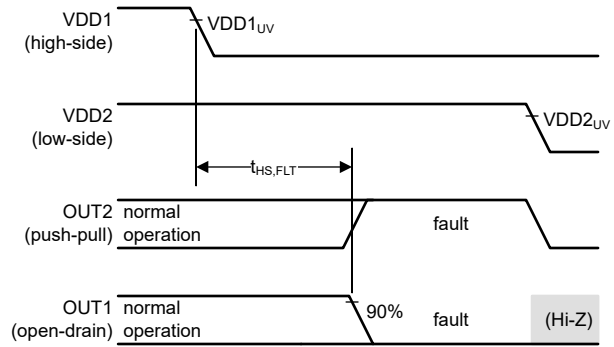 VDD1
(high-side)
VDD1UV
VDD2
(low-side)
VDD2UV
tHS,FLT
OUT2
(push-pull)
normal
operation
fault
OUT1
(open-drain)
normal
operation
90%
fault
(Hi-Z)